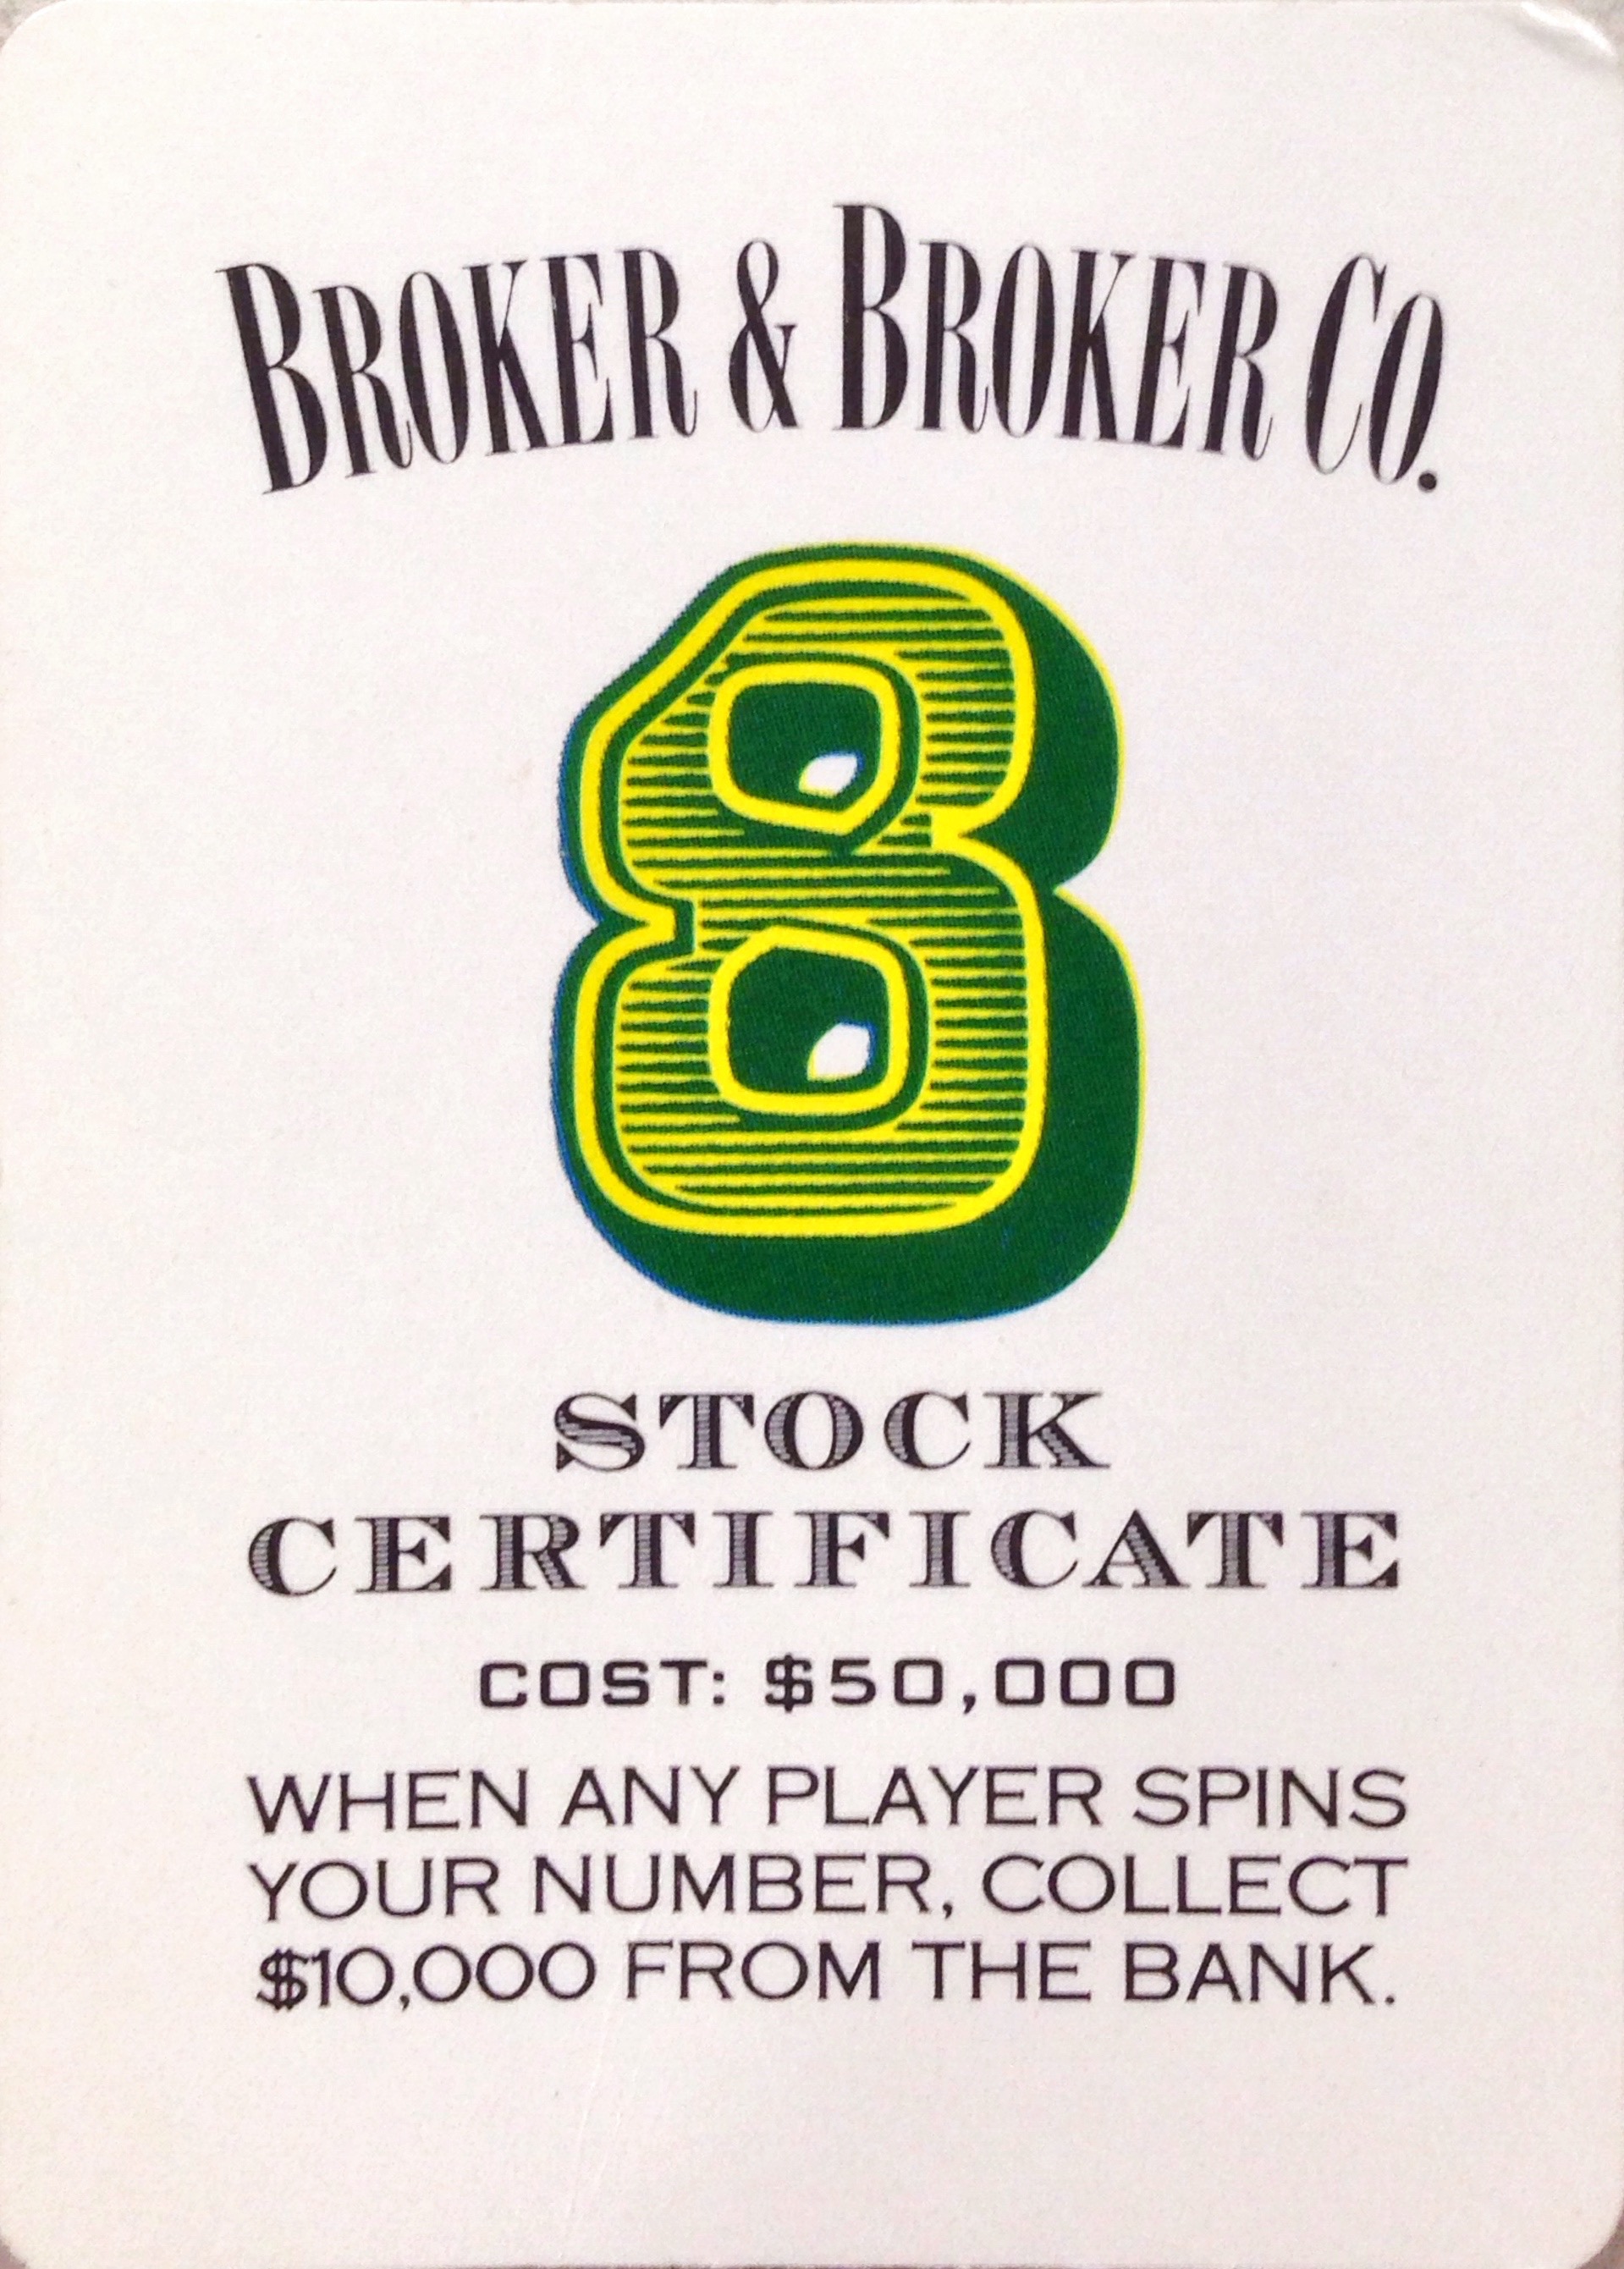 BROKER & BROKER CO.
8
STOCK
CERTIFICATE
COST: $50,000
WHEN ANY PLAYER SPINS
YOUR NUMBER, COLLECT
$10,000 FROM THE BANK.